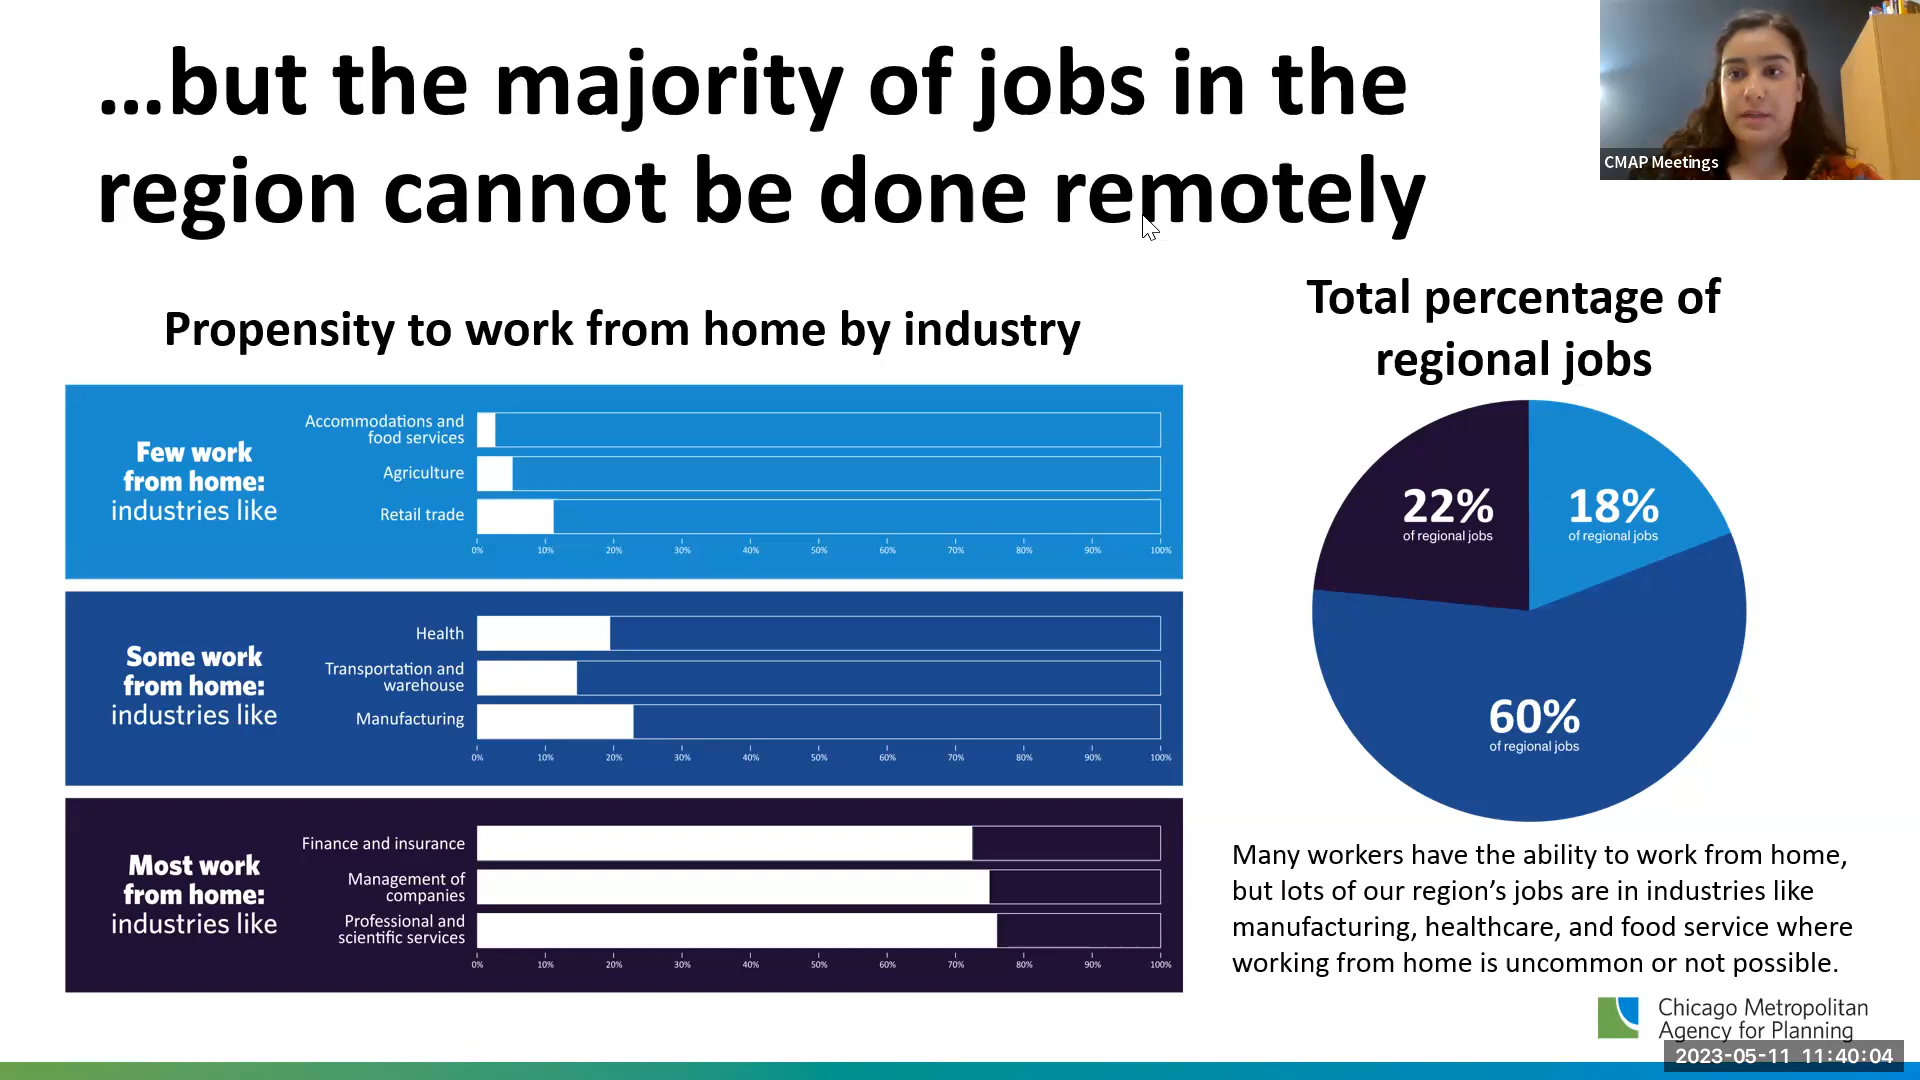 ...but the majority of jobs in the
region cannot be done remotely
CMAP Meetings
Propensity to work from home by industry
Few work
from home:
industries like
Accommodations and
food services
Agriculture
Retail trade
0% 10% 20% 30% 40% 50% 60% 70% 80% 90% 100%
Some work
from home:
industries like
Health
Transportation and
warehouse
Manufacturing
0% 10% 20% 30% 40% 50% 60% 70% 80% 90% 100%
Most work
from home:
industries like
Finance and insurance
Management of
companies
Professional and
scientific services
0% 10% 20% 30% 40% 50% 60% 70% 80% 90% 100%
Total percentage of
regional jobs
22%
of regional jobs
18%
of regional jobs
60%
of regional jobs
Many workers have the ability to work from home,
but lots of our region’s jobs are in industries like
manufacturing, healthcare, and food service where
working from home is uncommon or not possible.
Chicago Metropolitan
Agency for Planning
2023-05-11 11:40:04